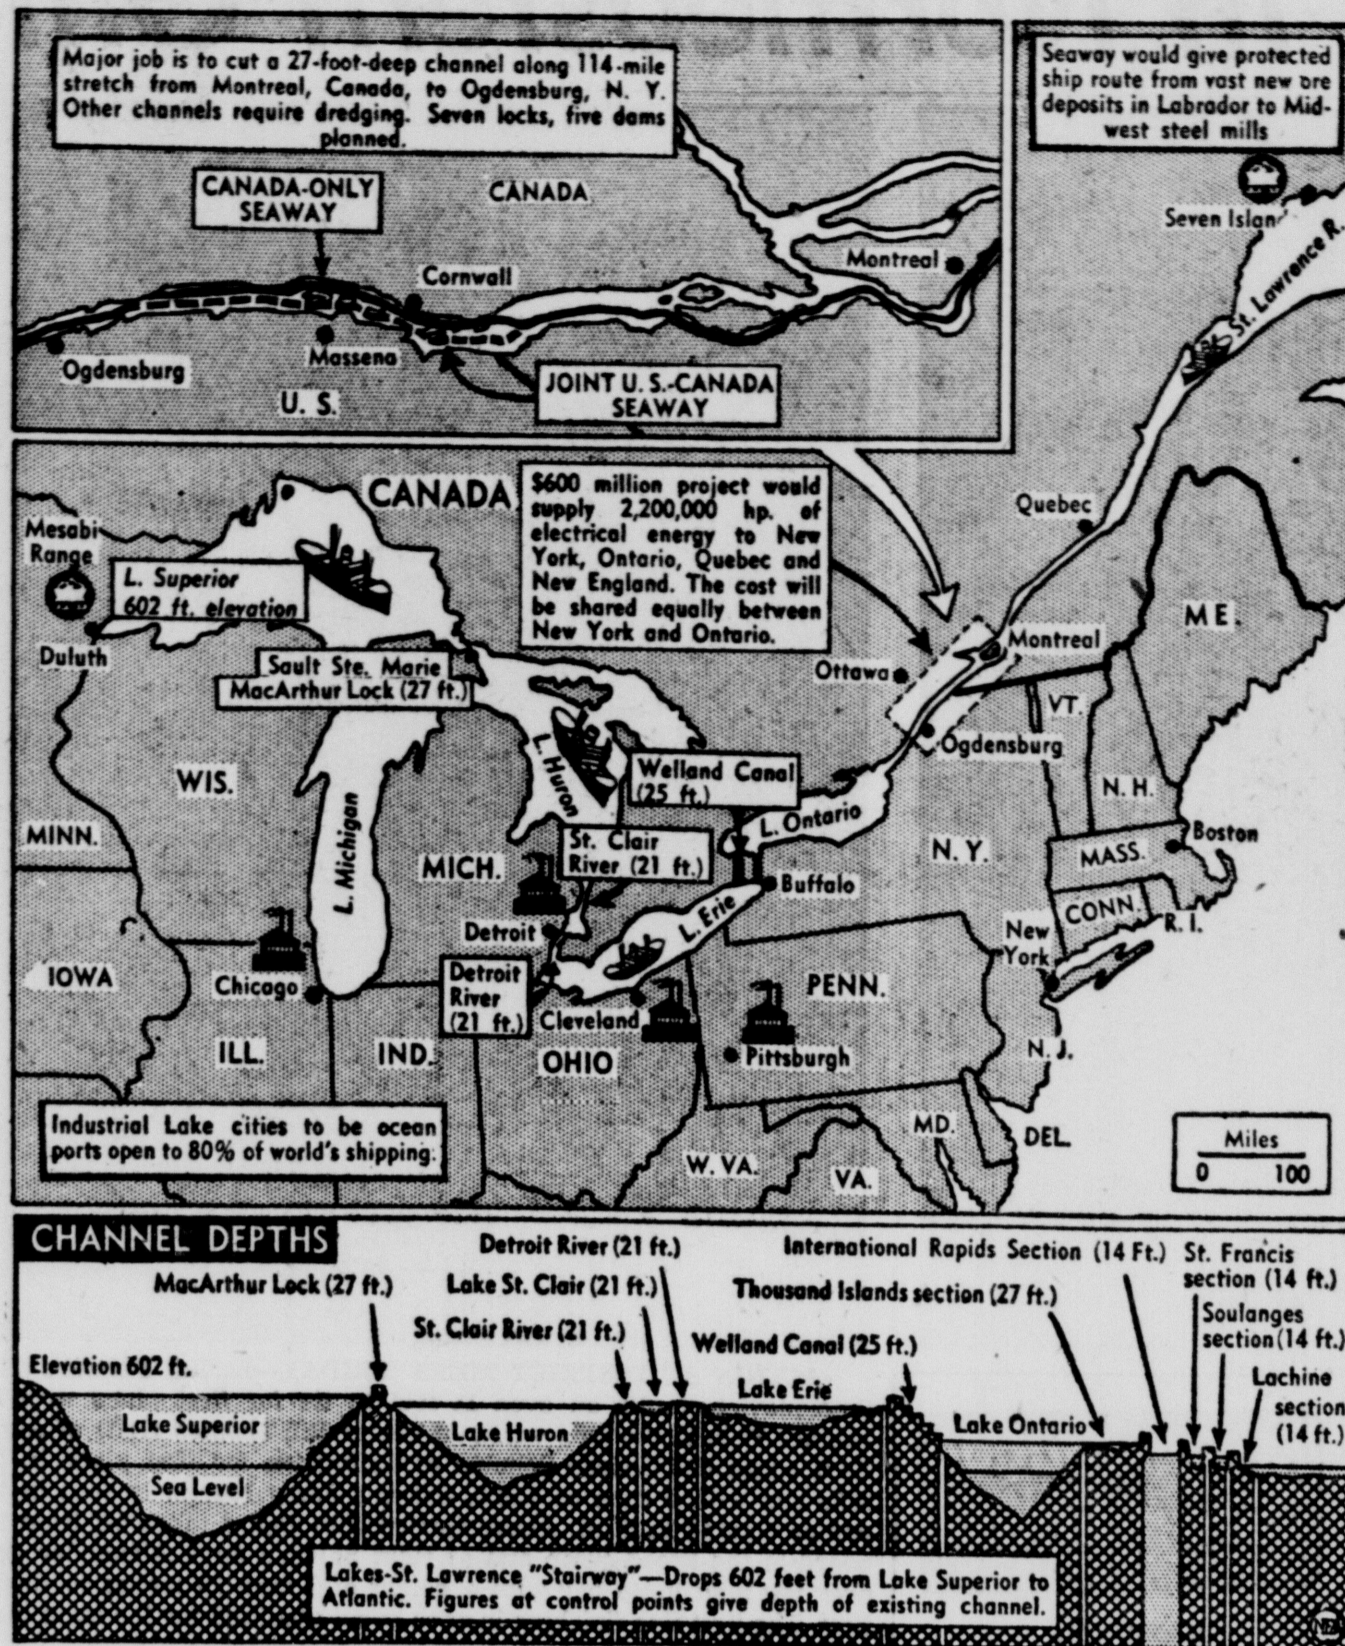 Major job is to cut a 27-foot-deep channel along 114-mile
stretch from Montreal, Canada, to Ogdensburg, N. Y.
Other channels require dredging. Seven locks, five dams
planned.
Seaway would give protected
ship route from vast new ore
deposits in Labrador to Mid-
west steel mills
CANADA-ONLY
SEAWAY
CANADA
Montreal
Cornwall
Ogdensburg
Massena
U. S.
JOINT U. S.-CANADA
SEAWAY
Seven Island
St. Lawrence R.
CANADA
$600 million project would
supply 2,200,000 hp. of
electrical energy to New
York, Ontario, Quebec and
New England. The cost will
be shared equally between
New York and Ontario.
Quebec
Mesabi
Range
L. Superior
602 ft. elevation
Duluth
Sault Ste. Marie
MacArthur Lock (27 ft.)
Ottawa
Montreal
ME.
VT.
Ogdensburg
N. H.
WIS.
L. Huron
Welland Canal
(25 ft.)
L. Ontario
MINN.
L. Michigan
MICH.
St. Clair
River (21 ft.)
N. Y.
MASS.
Boston
Buffalo
CONN.
R. I.
Detroit
L. Erie
New
York
IOWA
Chicago
Detroit
River
(21 ft.)
Cleveland
PENN.
Pittsburgh
ILL.
IND.
OHIO
N. J.
Industrial Lake cities to be ocean
ports open to 80% of world's shipping.
W. VA.
VA.
MD.
DEL.
Miles
0 100
CHANNEL DEPTHS
Detroit River (21 ft.)
International Rapids Section (14 Ft.)
St. Francis
section (14 ft.)
MacArthur Lock (27 ft.)
Lake St. Clair (21 ft.)
Thousand Islands section (27 ft.)
Soulanges
section (14 ft.)
St. Clair River (21 ft.)
Welland Canal (25 ft.)
Lachine
section
(14 ft.)
Elevation 602 ft.
Lake Superior
Lake Huron
Lake Erie
Lake Ontario
Sea Level
Lakes-St. Lawrence "Stairway"—Drops 602 feet from Lake Superior to
Atlantic. Figures at control points give depth of existing channel.